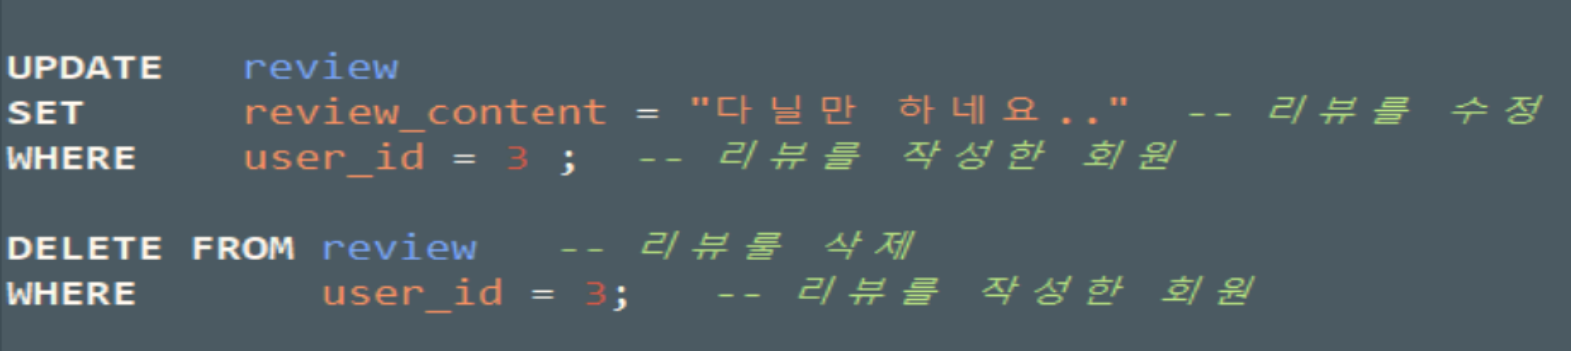 UPDATE review
SET review_content = "다닐만 하네요.." -- 리뷰를 수정
WHERE user_id = 3 ; -- 리뷰를 작성한 회원
DELETE FROM review -- 리뷰룰 삭제
WHERE user_id = 3; -- 리뷰를 작성한 회원